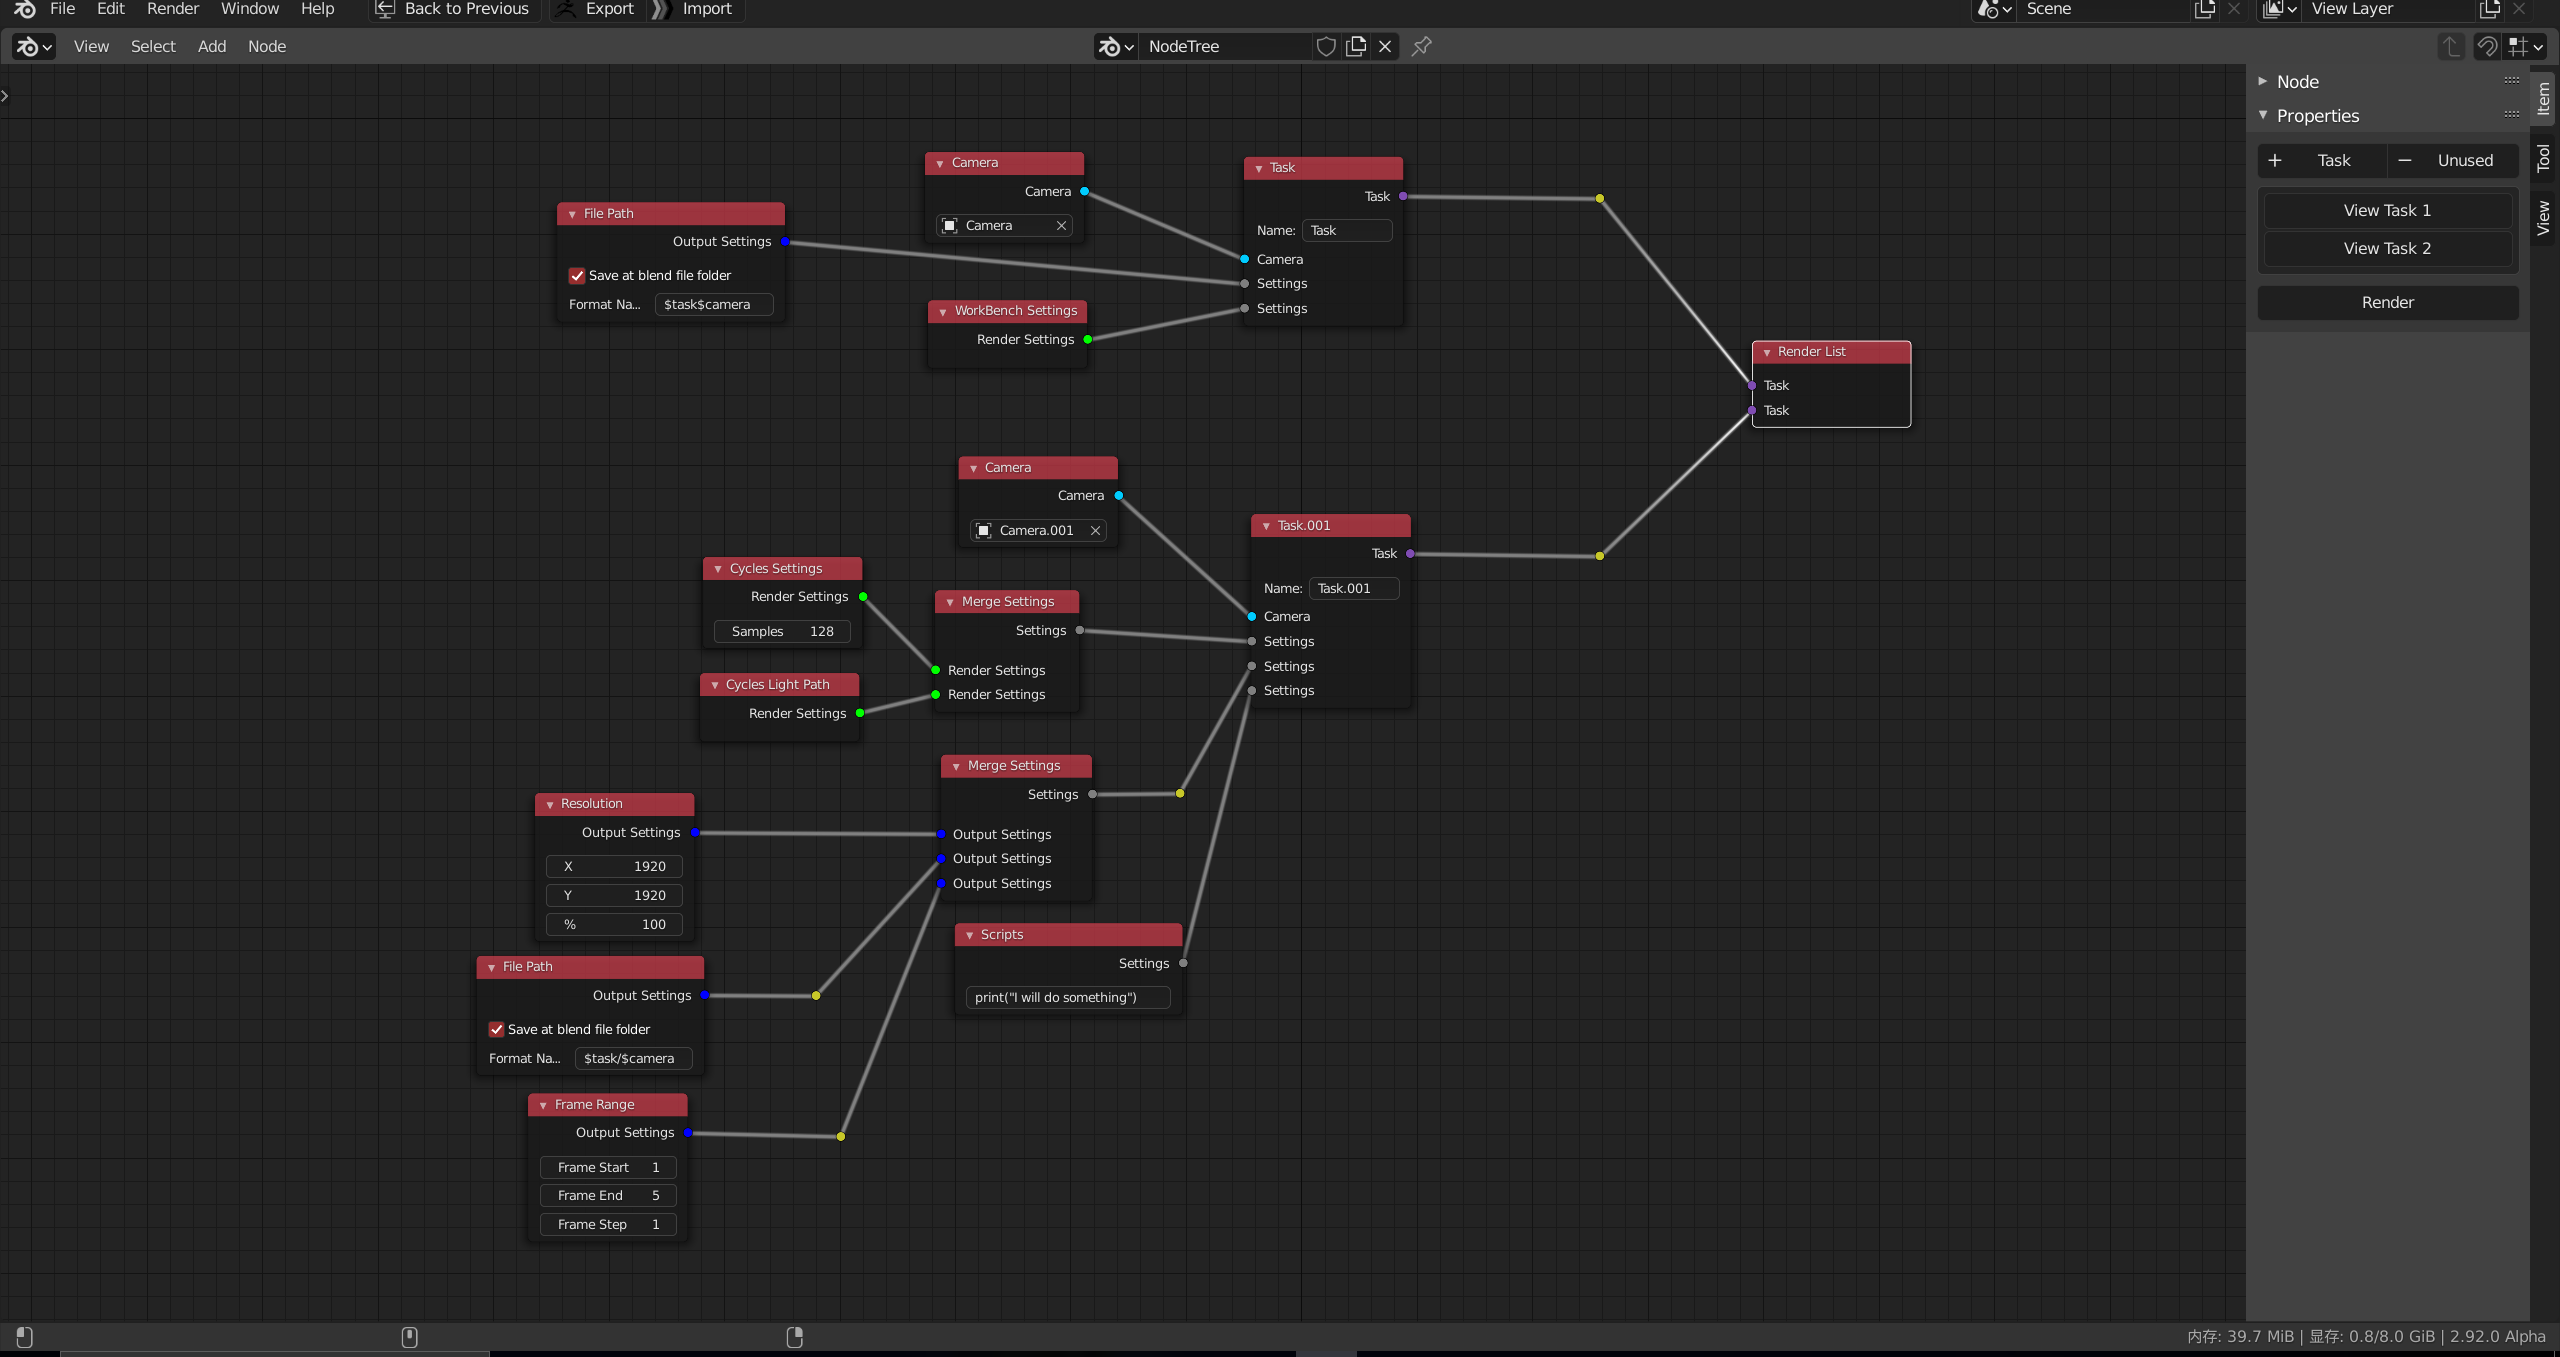 File Edit Render Window Help Back to Previous Export Import Scene View Layer
View Select Add Node NodeTree
Node
Properties
Task Unused
View Task 1
View Task 2
Render
Item
Tool
View
File Path
Output Settings
Save at blend file folder
Format Na... $task$camera
Camera
Camera
Camera
WorkBench Settings
Render Settings
Task
Task
Name: Task
Camera
Settings
Settings
Render List
Task
Task
Camera
Camera
Camera.001
Cycles Settings
Render Settings
Samples 128
Cycles Light Path
Render Settings
Merge Settings
Settings
Render Settings
Render Settings
Task.001
Task
Name: Task.001
Camera
Settings
Settings
Settings
Merge Settings
Settings
Output Settings
Output Settings
Output Settings
Resolution
Output Settings
X 1920
Y 1920
% 100
Scripts
Settings
print("I will do something")
File Path
Output Settings
Save at blend file folder
Format Na... $task/$camera
Frame Range
Output Settings
Frame Start 1
Frame End 5
Frame Step 1
内存: 39.7 MiB | 显存: 0.8/8.0 GiB | 2.92.0 Alpha